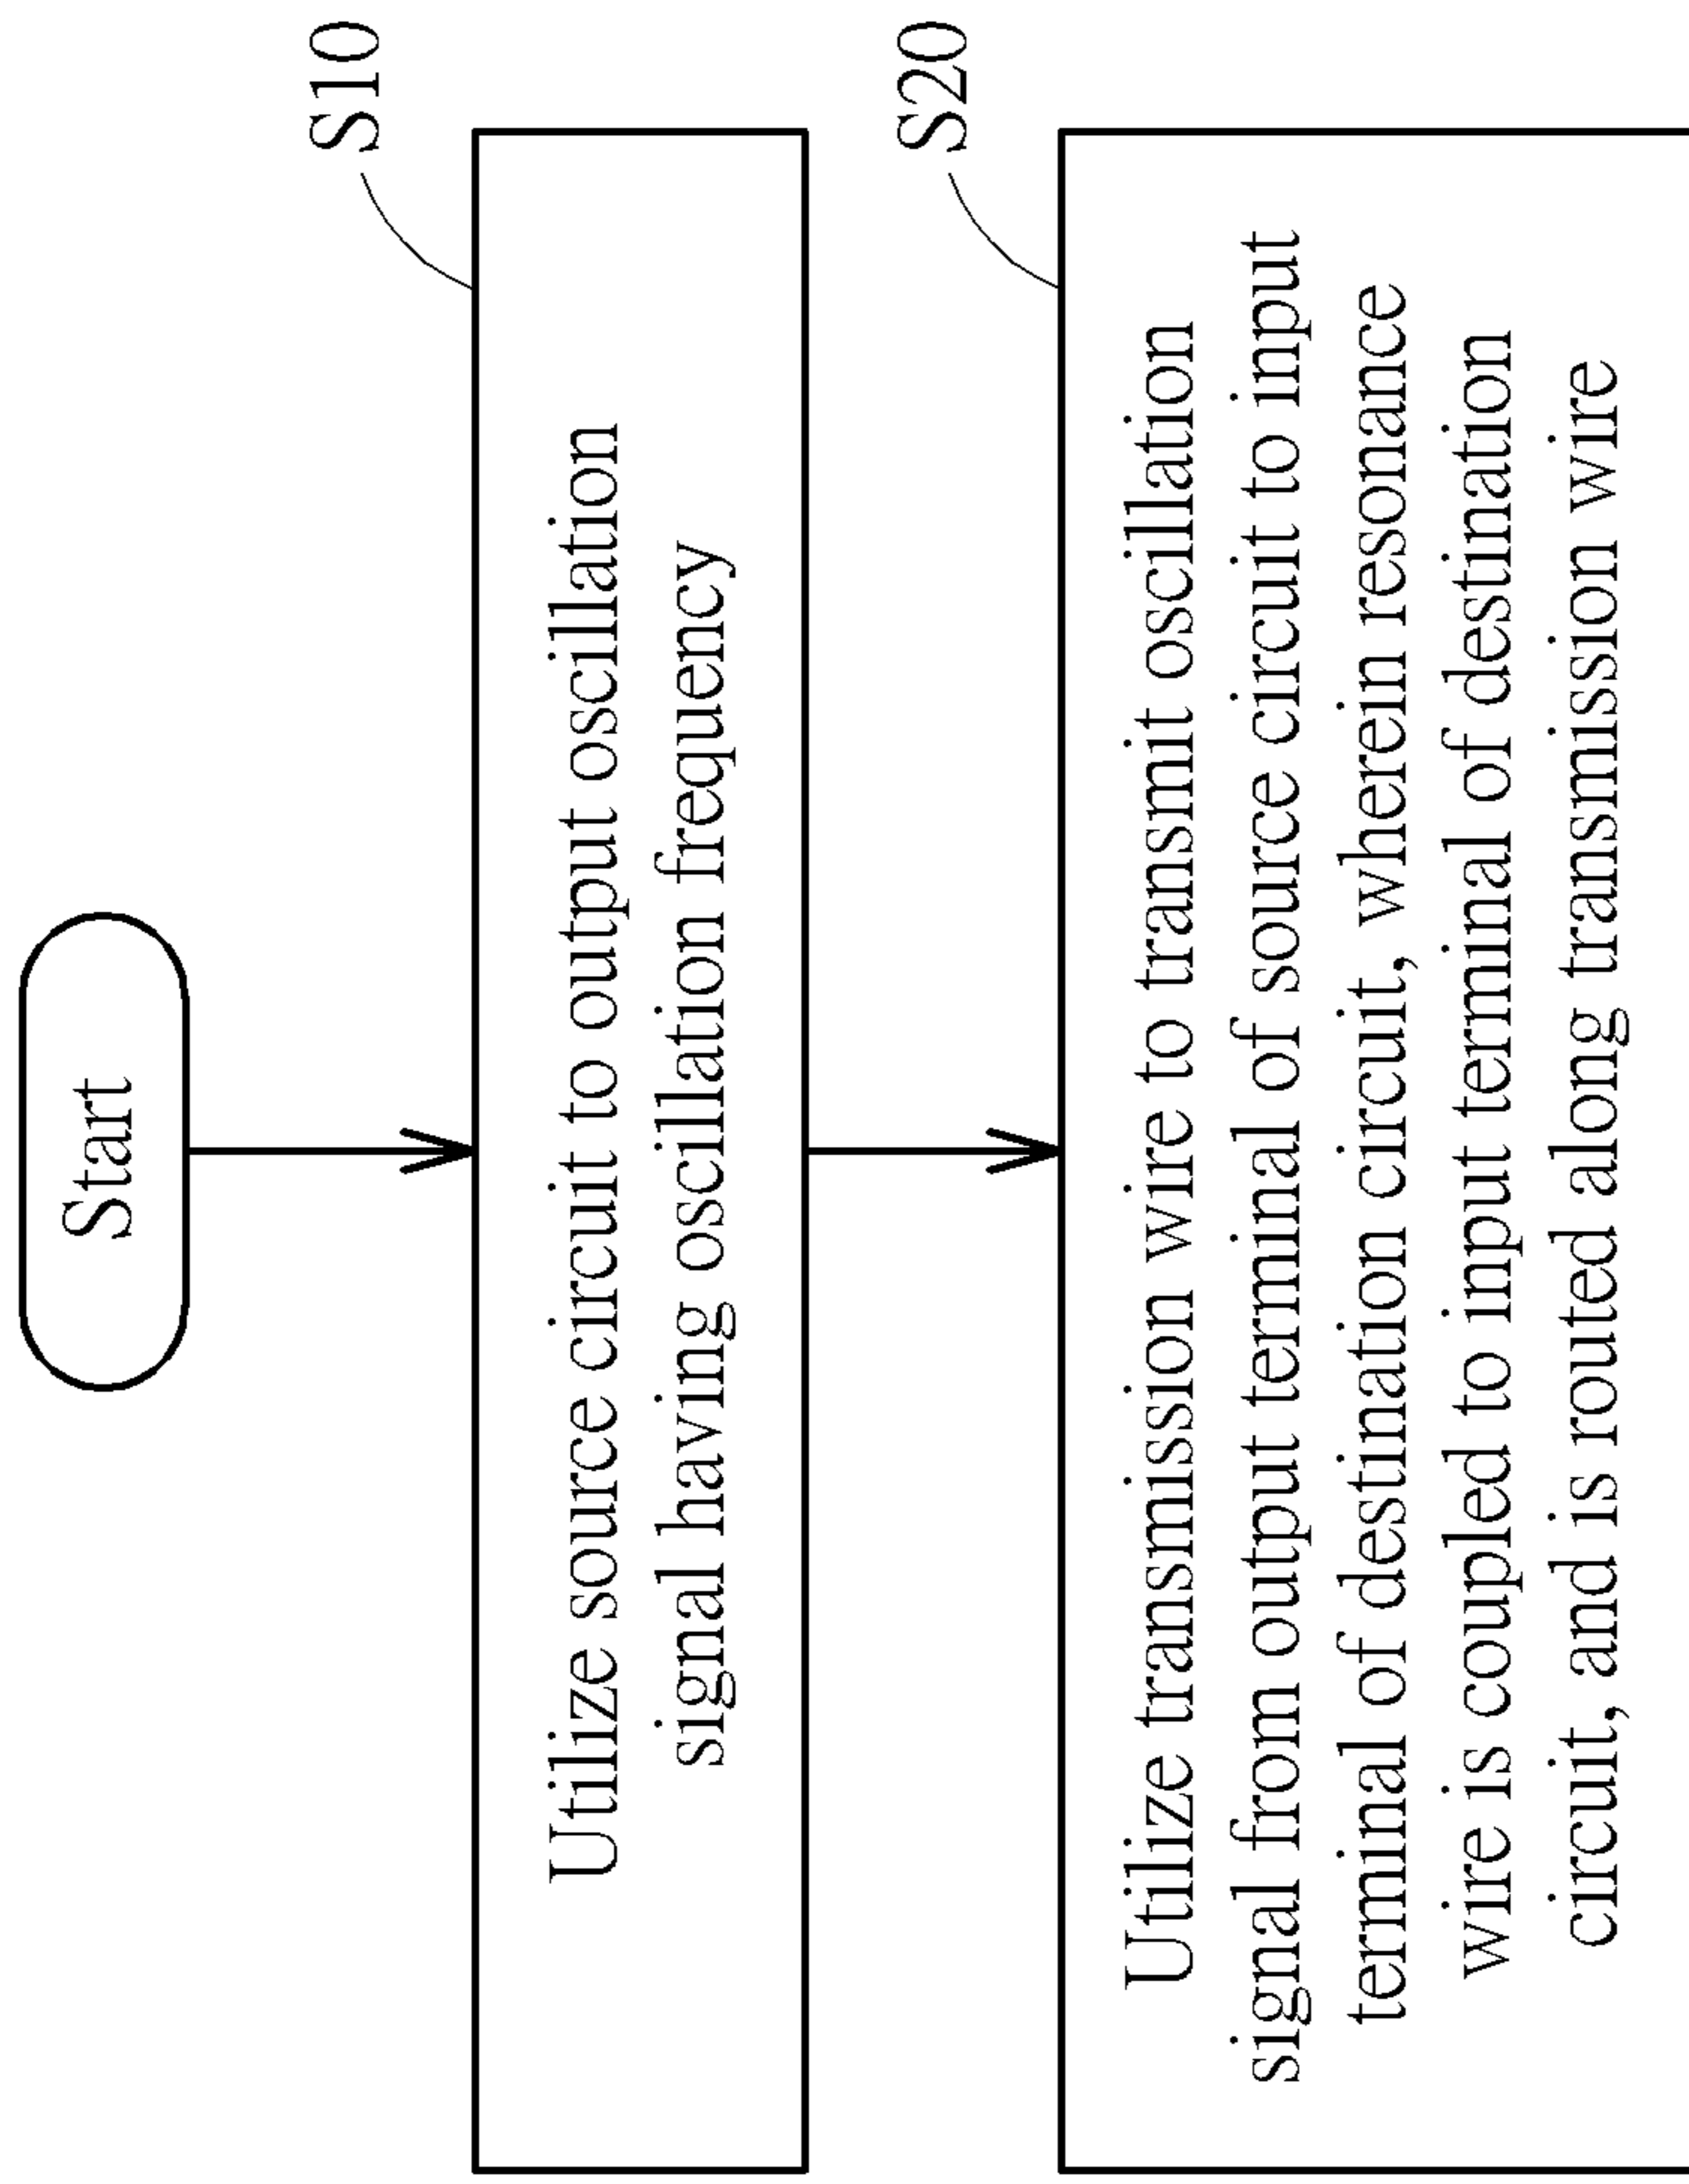 Start
S10
Utilize source circuit to output oscillation
signal having oscillation frequency
S20
Utilize transmission wire to transmit oscillation
signal from output terminal of source circuit to input
terminal of destination circuit, wherein resonance
wire is coupled to input terminal of destination
circuit, and is routed along transmission wire